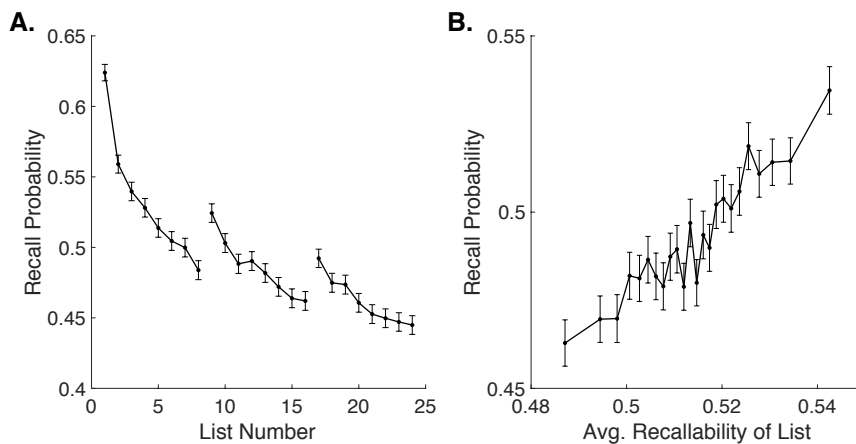 A.
0.65
0.6
0.55
0.5
0.45
0.4
0 5 10 15 20 25
List Number
Recall Probability
B.
0.55
0.5
0.45
0.48 0.5 0.52 0.54
Avg. Recallability of List
Recall Probability